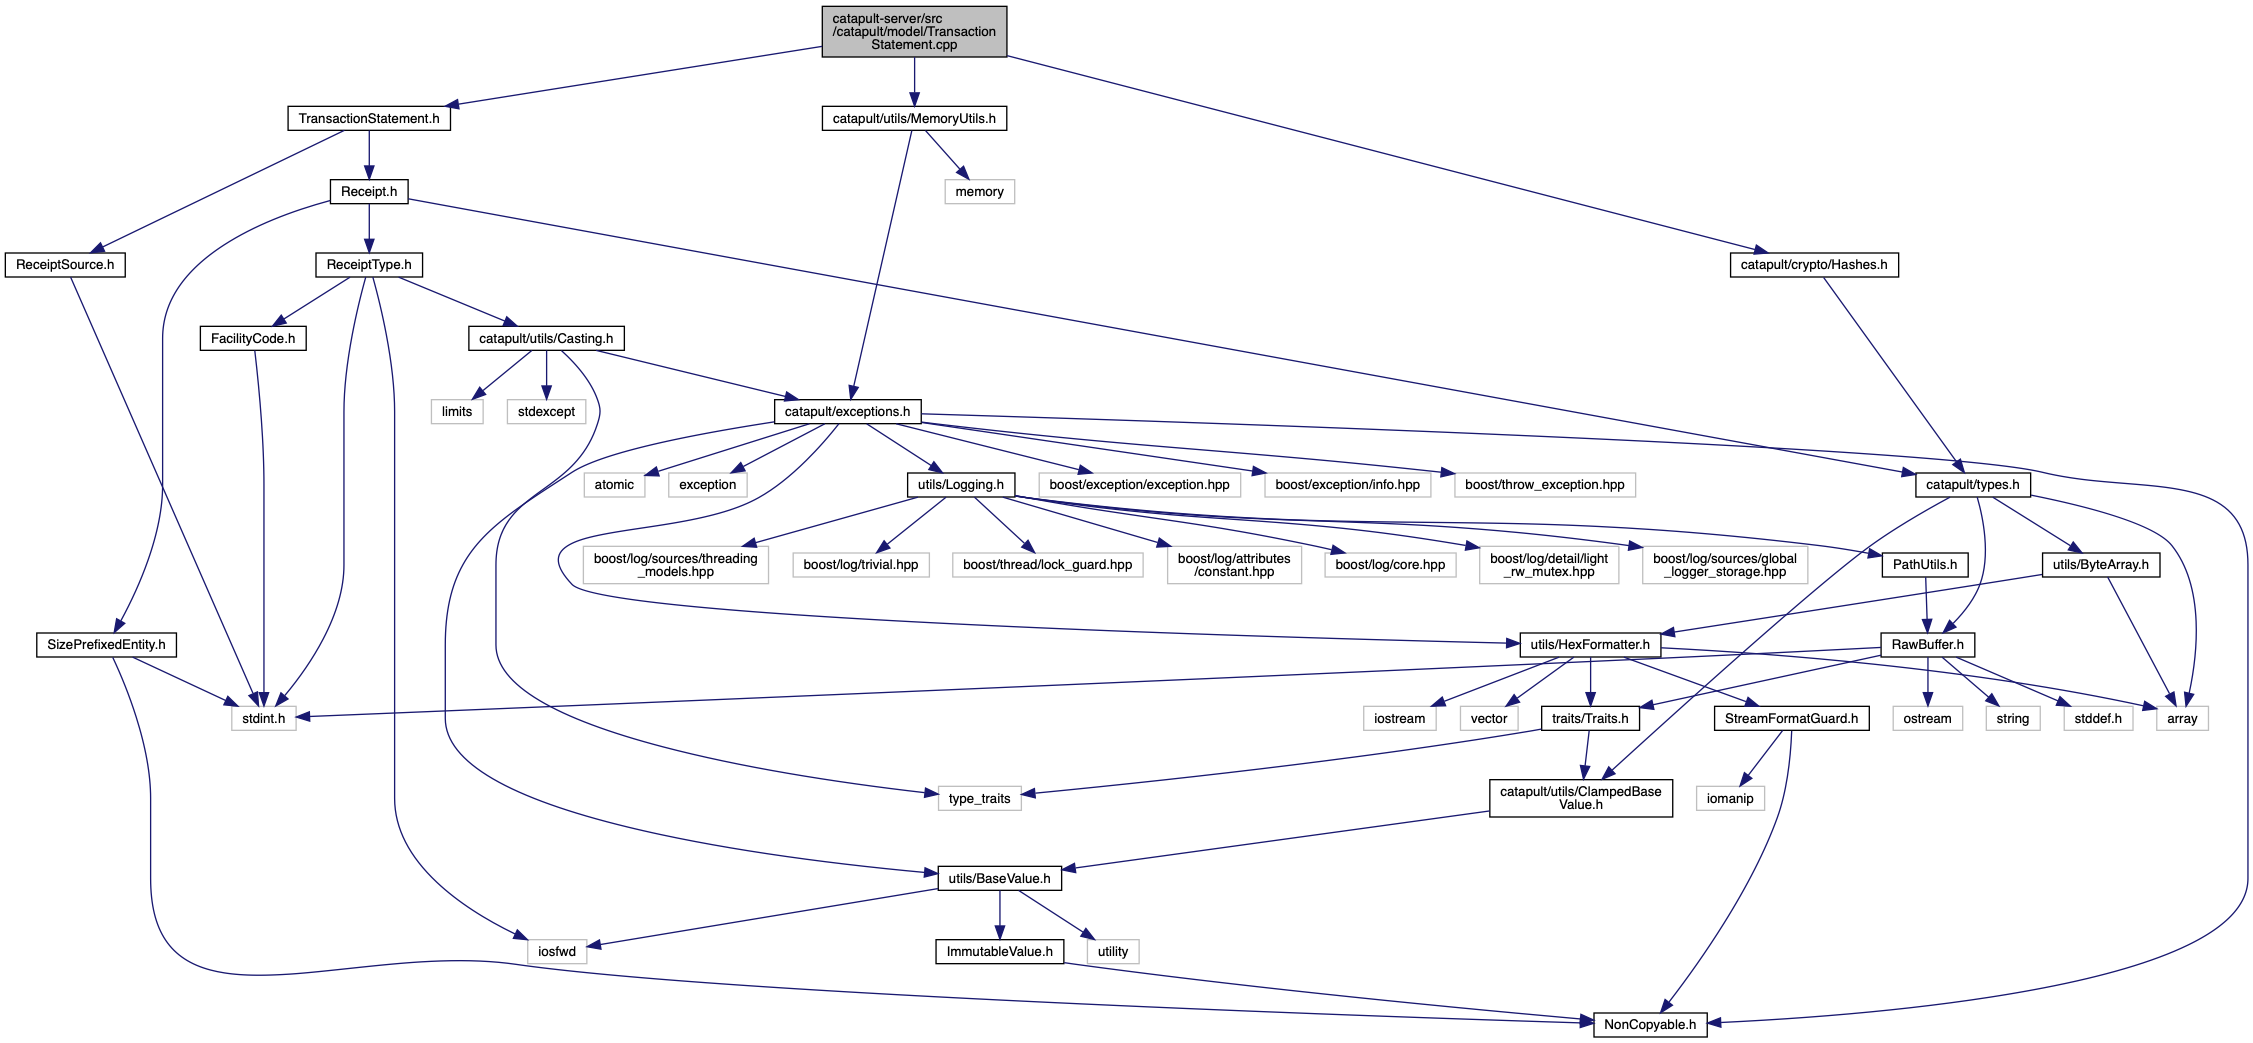 catapult-server/src
/catapult/model/Transaction
Statement.cpp
TransactionStatement.h
catapult/utils/MemoryUtils.h
Receipt.h
memory
ReceiptSource.h
ReceiptType.h
catapult/crypto/Hashes.h
FacilityCode.h
catapult/utils/Casting.h
limits
stdexcept
catapult/exceptions.h
atomic
exception
utils/Logging.h
boost/exception/exception.hpp
boost/exception/info.hpp
boost/throw_exception.hpp
catapult/types.h
boost/log/sources/threading
_models.hpp
boost/log/trivial.hpp
boost/thread/lock_guard.hpp
boost/log/attributes
/constant.hpp
boost/log/core.hpp
boost/log/detail/light
_rw_mutex.hpp
boost/log/sources/global
_logger_storage.hpp
PathUtils.h
utils/ByteArray.h
SizePrefixedEntity.h
utils/HexFormatter.h
RawBuffer.h
stdint.h
iostream
vector
traits/Traits.h
StreamFormatGuard.h
ostream
string
stddef.h
array
type_traits
catapult/utils/ClampedBase
Value.h
iomanip
utils/BaseValue.h
iosfwd
ImmutableValue.h
utility
NonCopyable.h